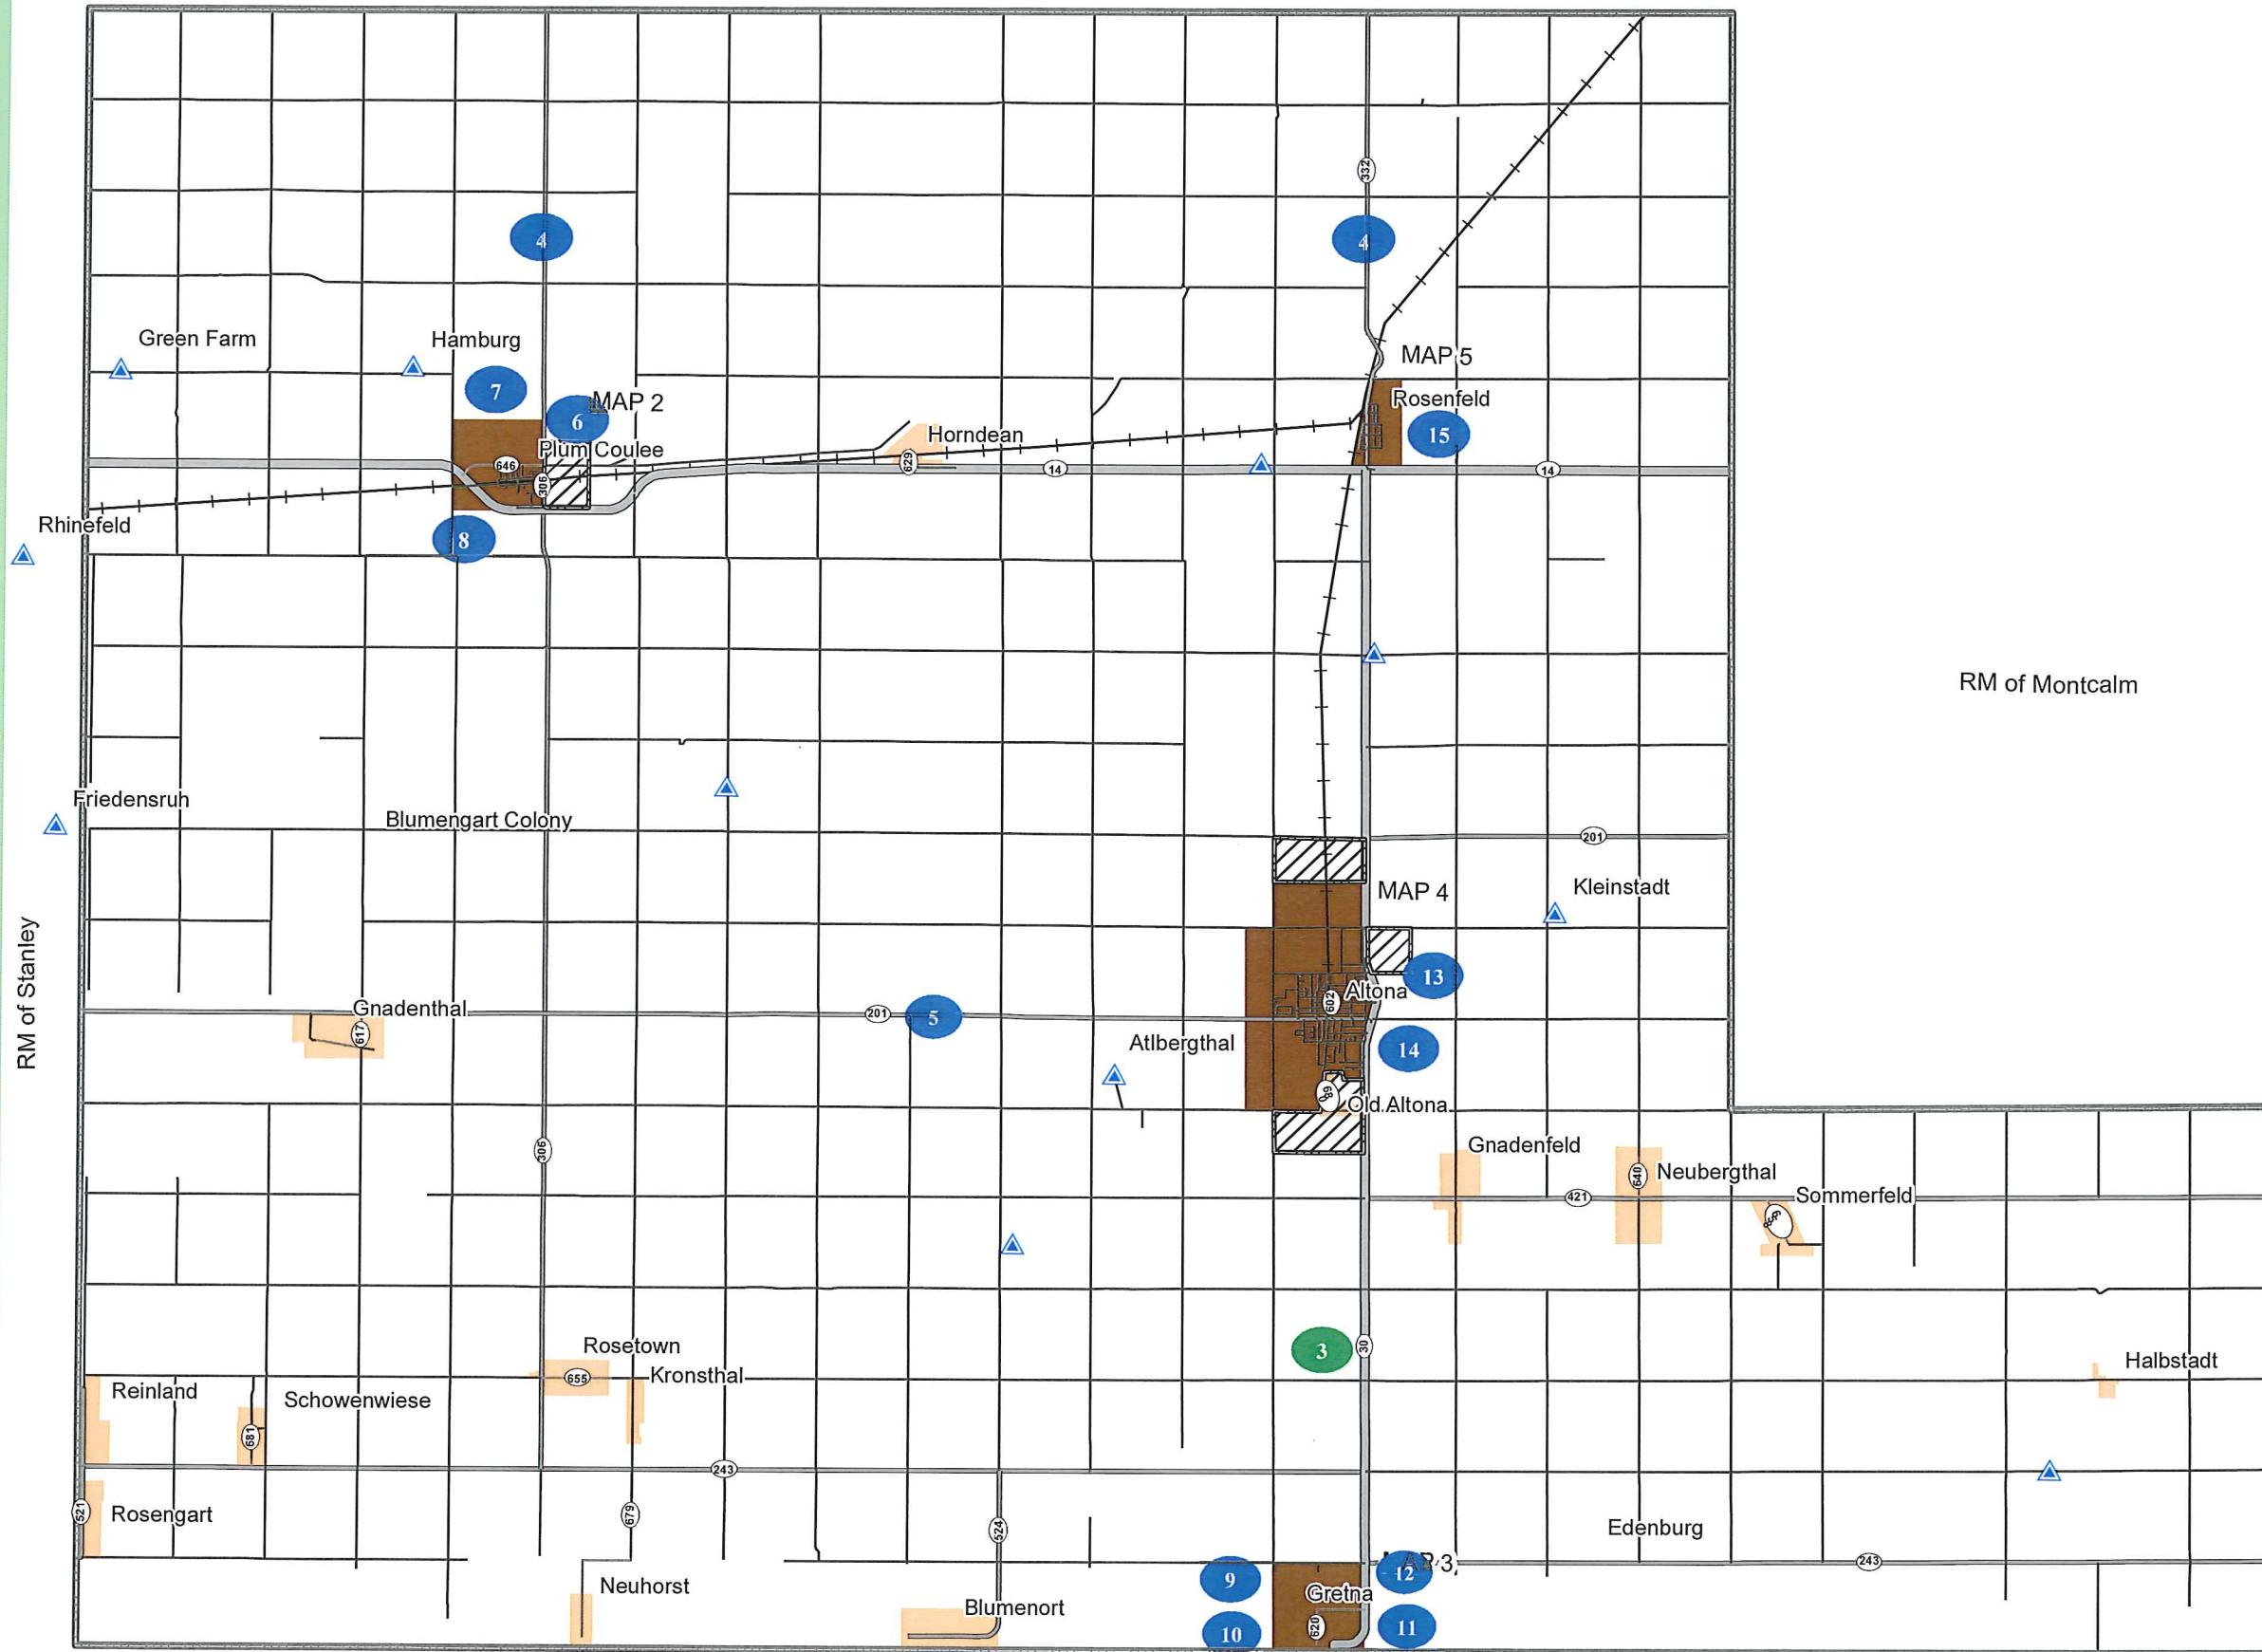 332
4
4
Green Farm
Hamburg
MAP 5
7
MAP 2
Rosenfeld
6
15
Horndean
Plum Coulee
646
629
14
14
306
Rhinefeld
8
RM of Montcalm
Friedensruh
Blumengart Colony
201
MAP 4
Kleinstadt
RM of Stanley
13
Altona
602
Gnadenthal
201
5
617
Atlbergthal
14
Old Altona
Gnadenfeld
306
640
Neubergthal
421
Sommerfeld
3
30
Rosetown
Halbstadt
655
Kronsthal
Reinland
Schowenwiese
681
243
521
Rosengart
679
524
Edenburg
243
12
9
Neuhorst
Gretna
Blumenort
620
11
10